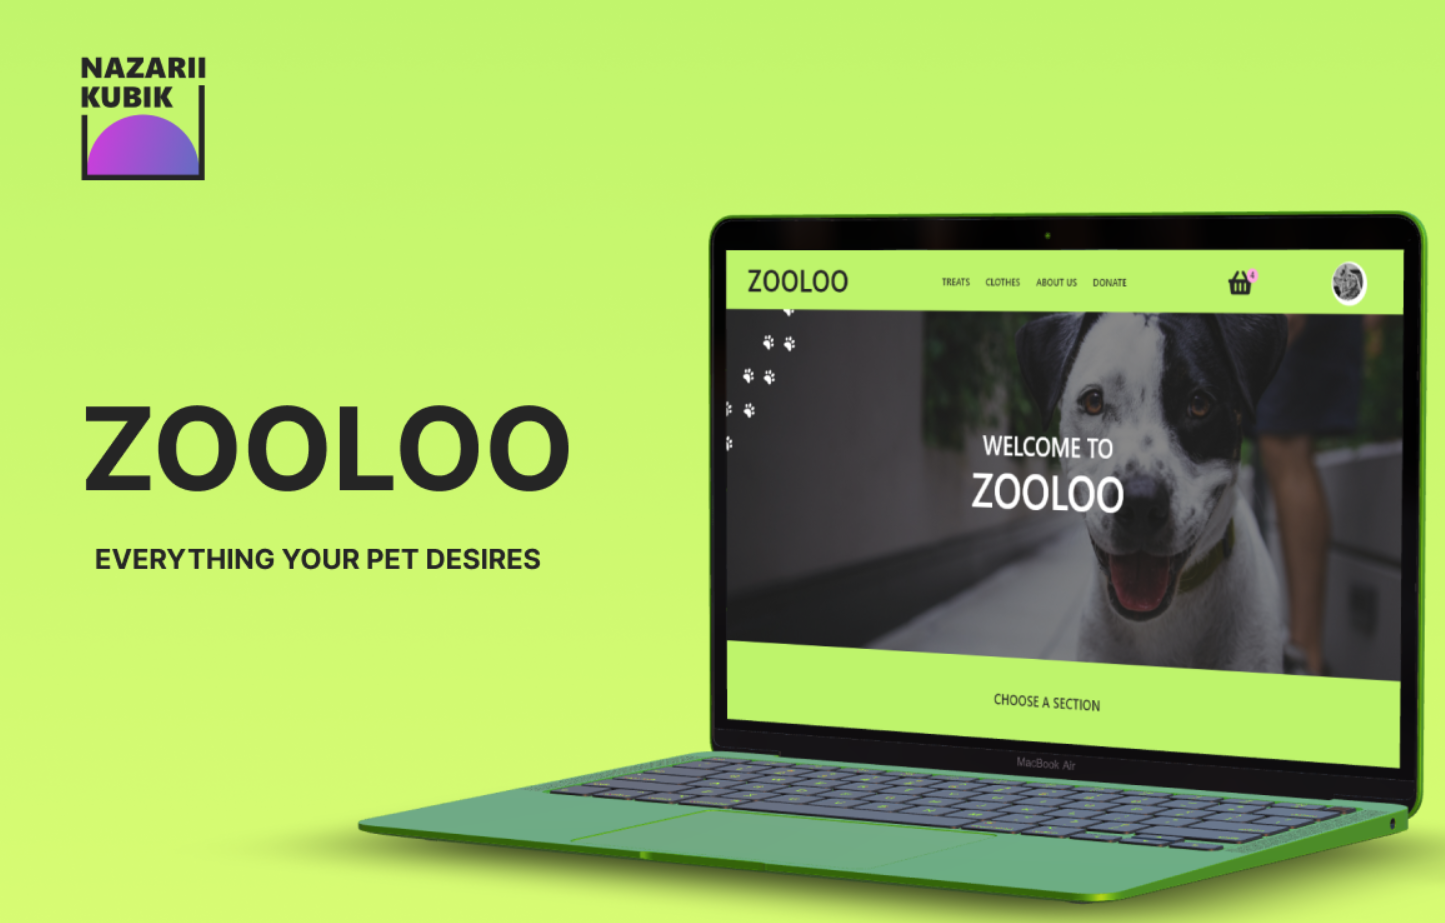 NAZARII
KUBIK
ZOOLOO
EVERYTHING YOUR PET DESIRES
ZOOLOO
TREATS CLOTHES ABOUT US DONATE
4
WELCOME TO
ZOOLOO
CHOOSE A SECTION
MacBook Air